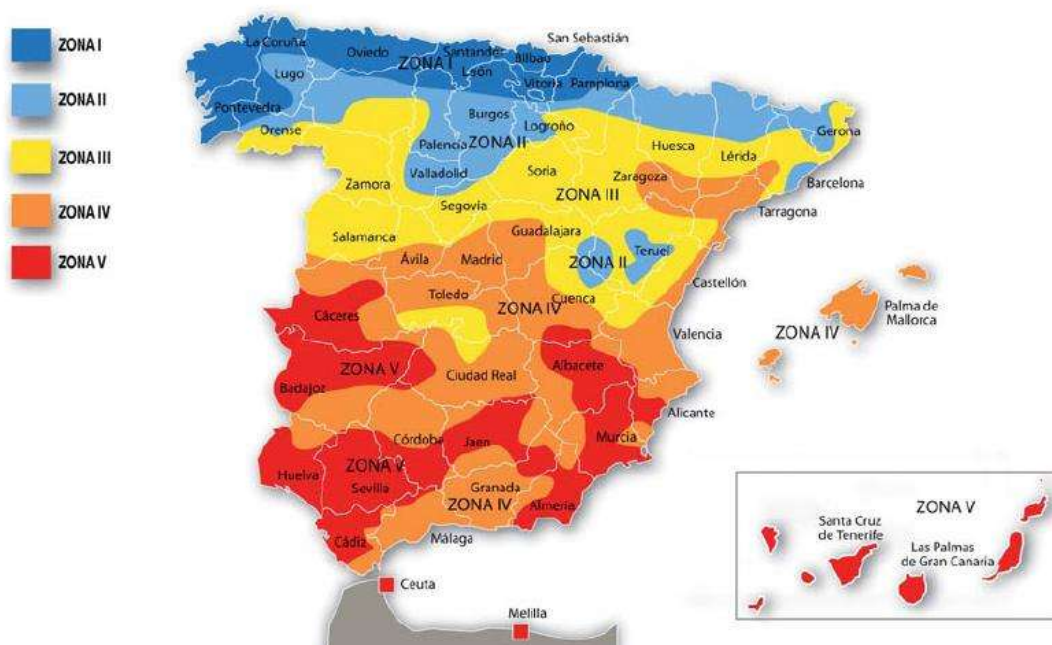 ZONA I
ZONA II
ZONA III
ZONA IV
ZONA V
San Sebastián
La Coruña
Oviedo
Santander
Bilbao
ZONA I
Lugo
León
Vitoria
Pamplona
Pontevedra
Burgos
Orense
Logroño
Gerona
Palencia
ZONA II
Huesca
Lérida
Valladolid
Soria
Zaragoza
Barcelona
Zamora
ZONA III
Segovia
Tarragona
Salamanca
Guadalajara
Ávila
Madrid
ZONA II
Teruel
Castellón
Toledo
Cuenca
ZONA IV
Cáceres
Palma de
Mallorca
Valencia
ZONA IV
Albacete
ZONA V
Ciudad Real
Badajoz
Alicante
Córdoba
Jaen
Murcia
Huelva
ZONA V
Sevilla
Granada
ZONA IV
Almería
Cádiz
Málaga
Ceuta
Melilla
ZONA V
Santa Cruz
de Tenerife
Las Palmas
de Gran Canaria